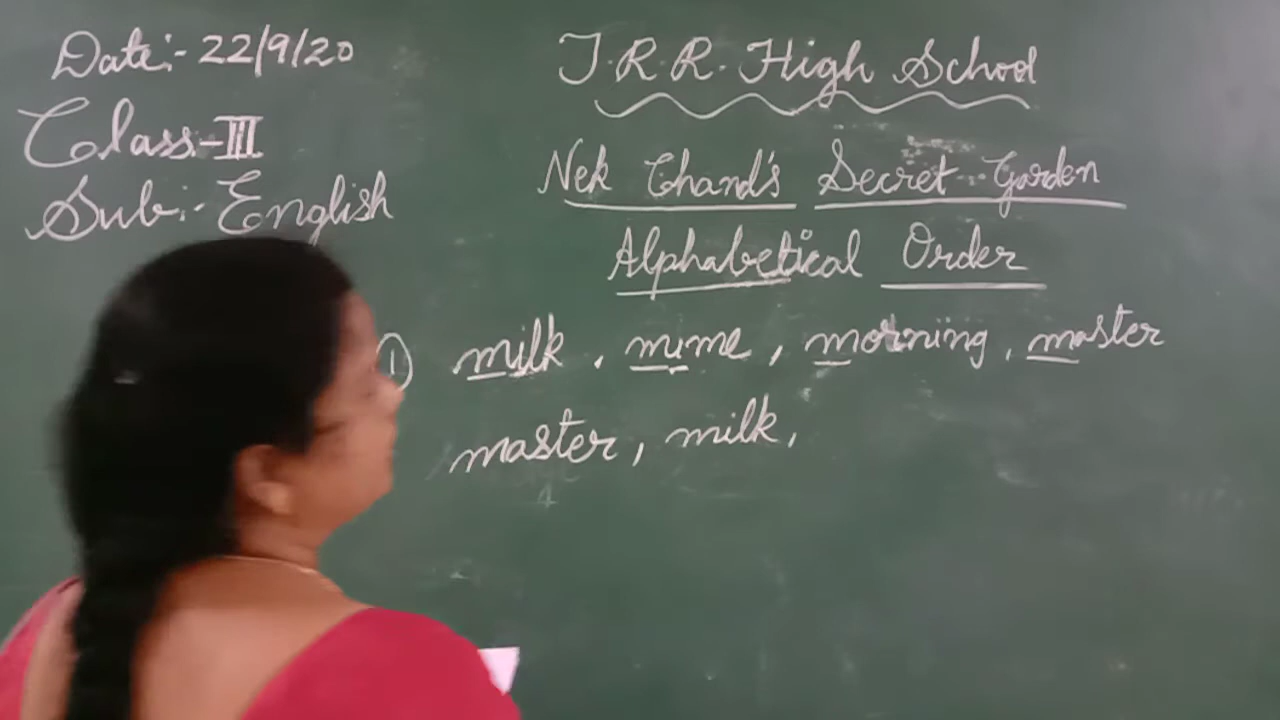 Date:- 22/9/20
Class:-III
Sub:- English
J.R.R. High School
Nek Chand's Secret Garden
Alphabetical Order
1) milk, mime, morning, master
master, milk,